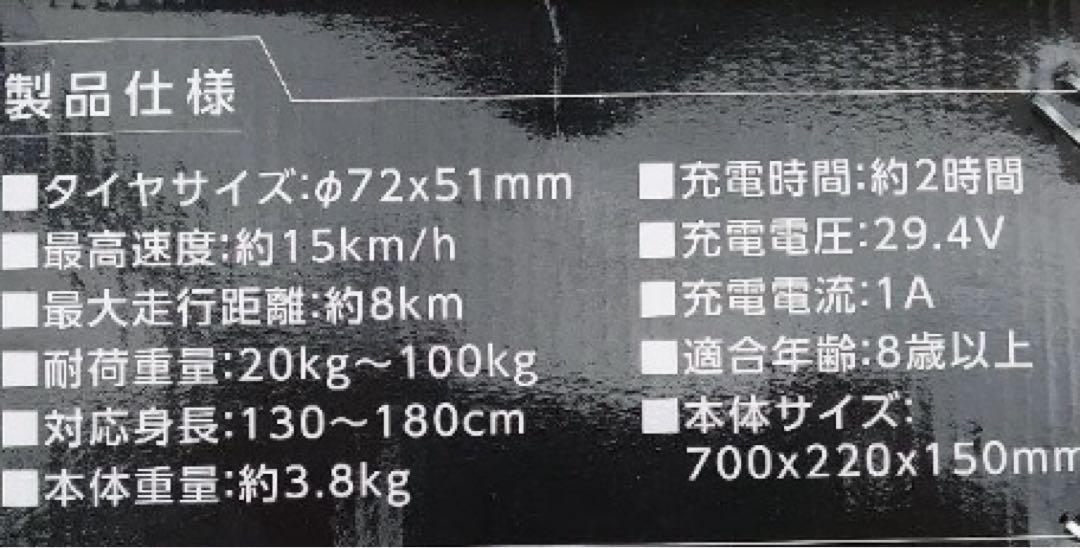 製品仕様
■タイヤサイズ:φ72x51mm
■最高速度:約15km/h
■最大走行距離:約8km
■耐荷重量:20kg～100kg
■対応身長:130～180cm
■本体重量:約3.8kg
■充電時間:約2時間
■充電電圧:29.4V
■充電電流:1A
■適合年齢:8歳以上
■本体サイズ:
700x220x150mm